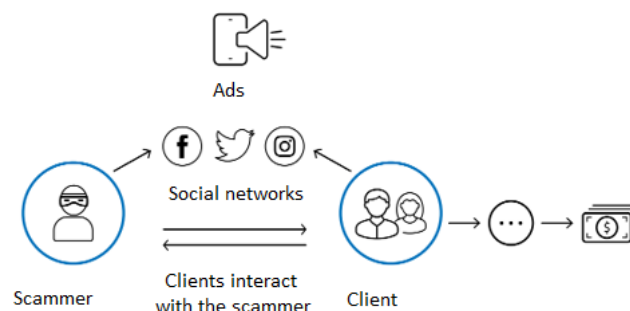 Ads
Social networks
Clients interact
with the scammer
Scammer
Client